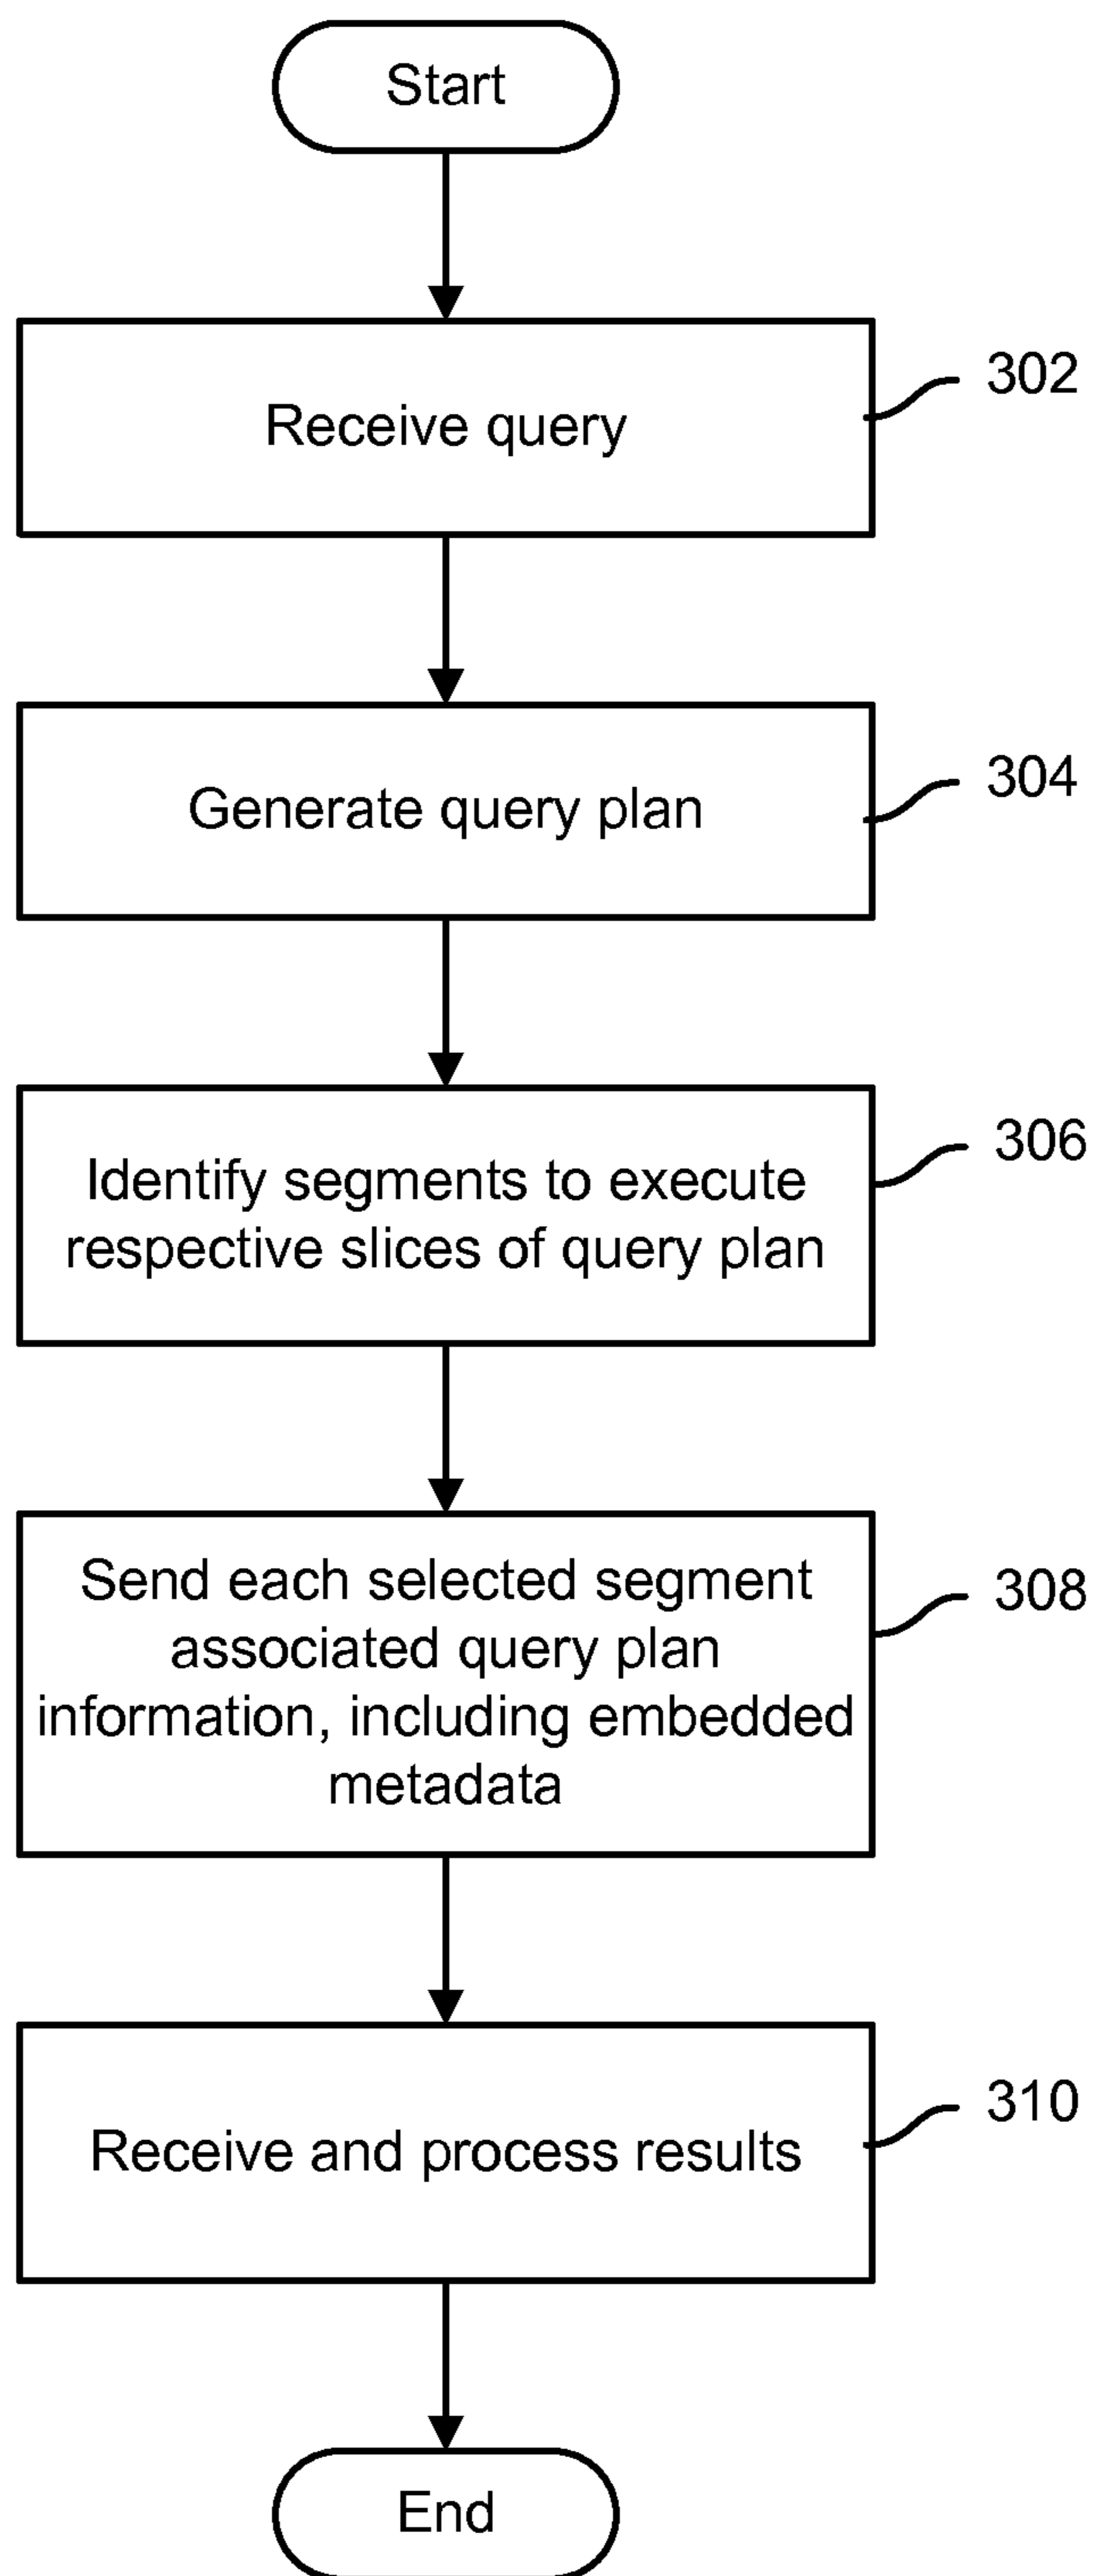 Start
Receive query
302
Generate query plan
304
Identify segments to execute
respective slices of query plan
306
Send each selected segment
associated query plan
information, including embedded
metadata
308
Receive and process results
310
End